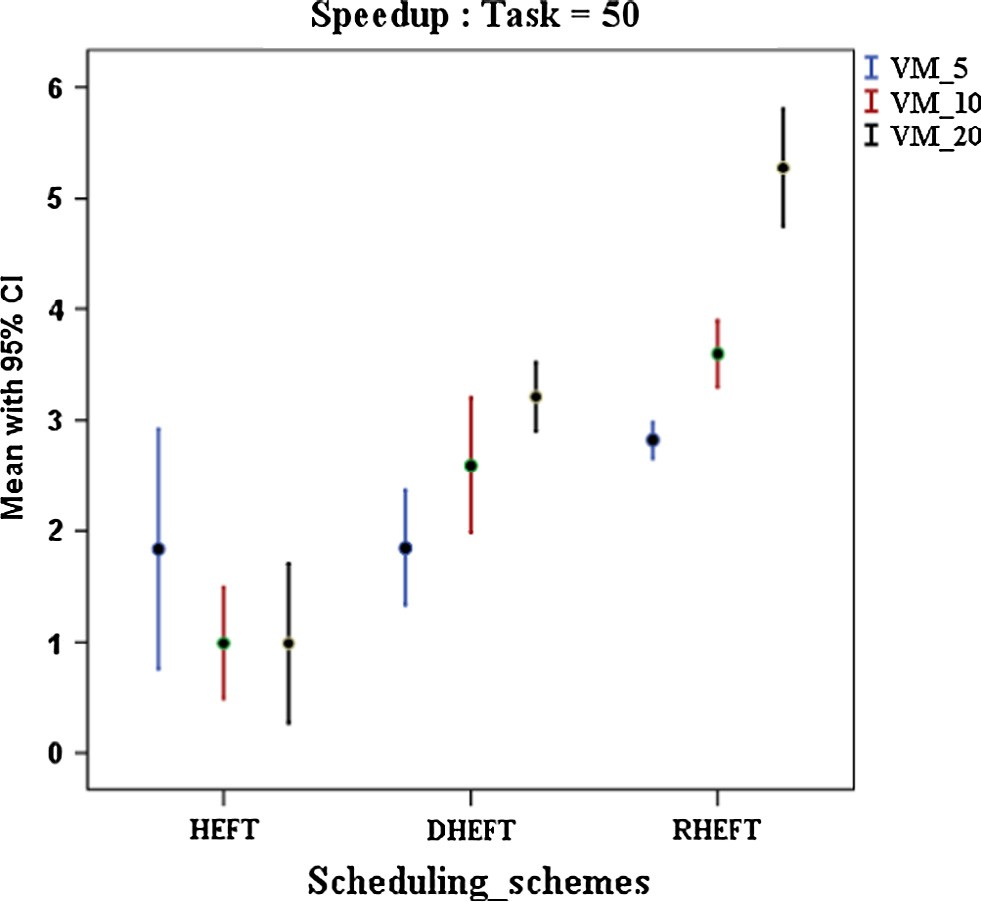 Speedup : Task = 50
VM_5
VM_10
VM_20
Mean with 95% CI
6
5
4
3
2
1
0
HEFT
DHEFT
RHEFT
Scheduling_schemes